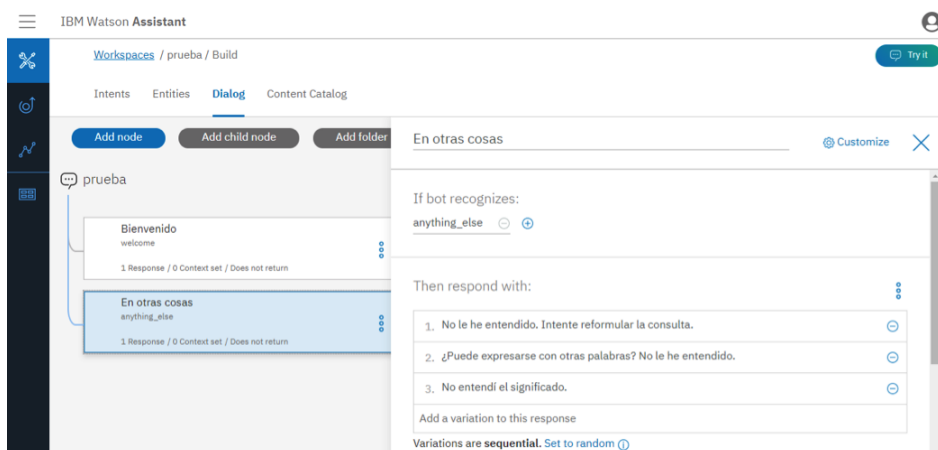 IBM Watson Assistant
Workspaces / prueba / Build
Try it
Intents Entities Dialog Content Catalog
Add node Add child node Add folder
prueba
Bienvenido
welcome
1 Response / 0 Context set / Does not return
En otras cosas
anything_else
1 Response / 0 Context set / Does not return
En otras cosas Customize
If bot recognizes:
anything_else
Then respond with:
1. No le he entendido. Intente reformular la consulta.
2. ¿Puede expresarse con otras palabras? No le he entendido.
3. No entendí el significado.
Add a variation to this response
Variations are sequential. Set to random